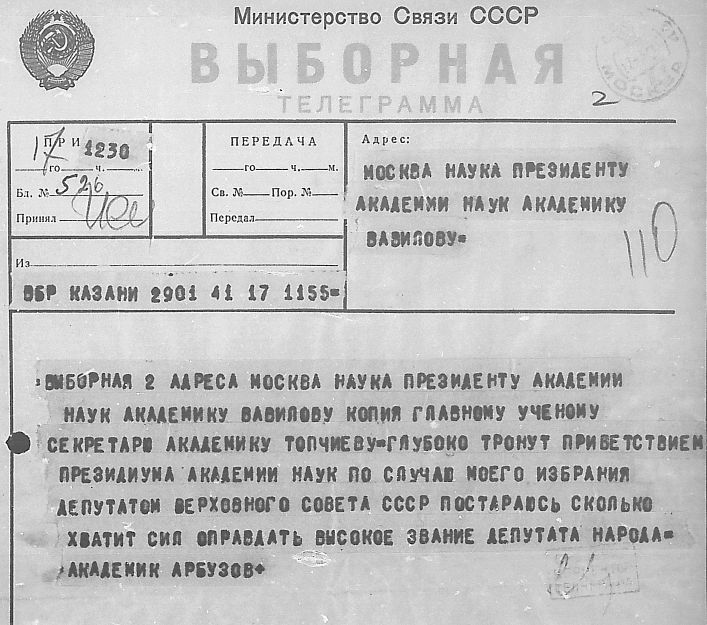 Министерство Связи СССР
ВЫБОРНАЯ
ТЕЛЕГРАММА
МОСКВА
2
ПРИ 1230
17 го ч.
Бл. № 526
Принял
ПЕРЕДАЧА
го ч. м.
Св. № Пор. №
Передал
Адрес:
МОСКВА НАУКА ПРЕЗИДЕНТУ
АКАДЕМИИ НАУК АКАДЕМИКУ
ВАВИЛОВУ=
110
Из
ВБР КАЗАНИ 2901 41 17 1155=
ВЫБОРНАЯ 2 АДРЕСА МОСКВА НАУКА ПРЕЗИДЕНТУ АКАДЕМИИ
НАУК АКАДЕМИКУ ВАВИЛОВУ КОПИЯ ГЛАВНОМУ УЧЕНОМУ
СЕКРЕТАРЮ АКАДЕМИКУ ТОПЧИЕВУ=ГЛУБОКО ТРОНУТ ПРИВЕТСТВИЕМ
ПРЕЗИДИУМА АКАДЕМИИ НАУК ПО СЛУЧАЮ МОЕГО ИЗБРАНИЯ
ДЕПУТАТОМ ВЕРХОВНОГО СОВЕТА СССР ПОСТАРАЮСЬ СКОЛЬКО
ХВАТИТ СИЛ ОПРАВДАТЬ ВЫСОКОЕ ЗВАНИЕ ДЕПУТАТА НАРОДА=
АКАДЕМИК АРБУЗОВ+